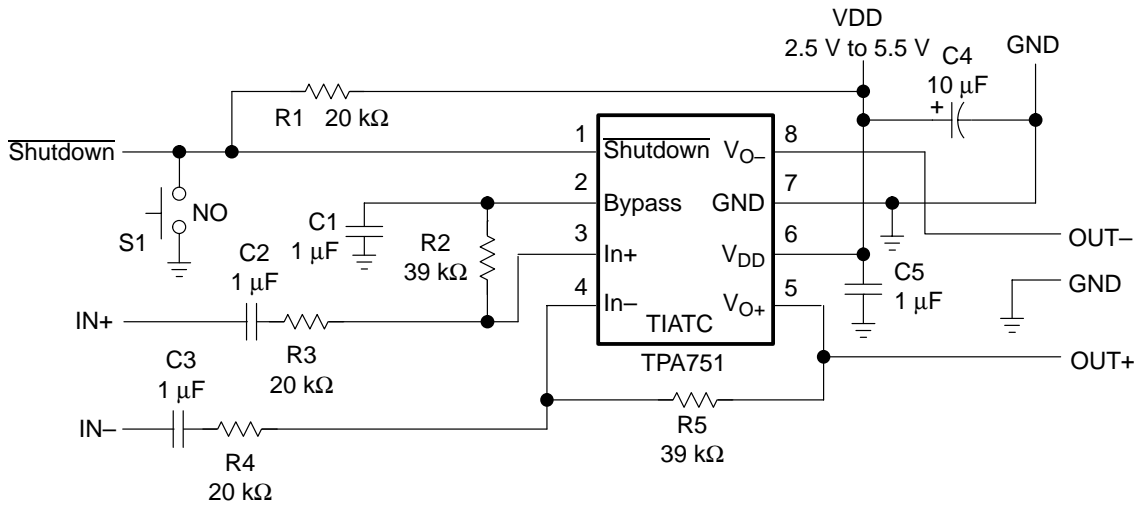 VDD
2.5 V to 5.5 V
GND
C4
10 μF
+
R1 20 kΩ
Shutdown
S1
NO
1
Shutdown
VO–
8
2
Bypass
GND
7
3
In+
VDD
6
4
In–
VO+
5
TIATC
TPA751
C1
1 μF
R2
39 kΩ
C2
1 μF
IN+
R3
20 kΩ
C3
1 μF
IN–
R4
20 kΩ
R5
39 kΩ
C5
1 μF
OUT–
GND
OUT+